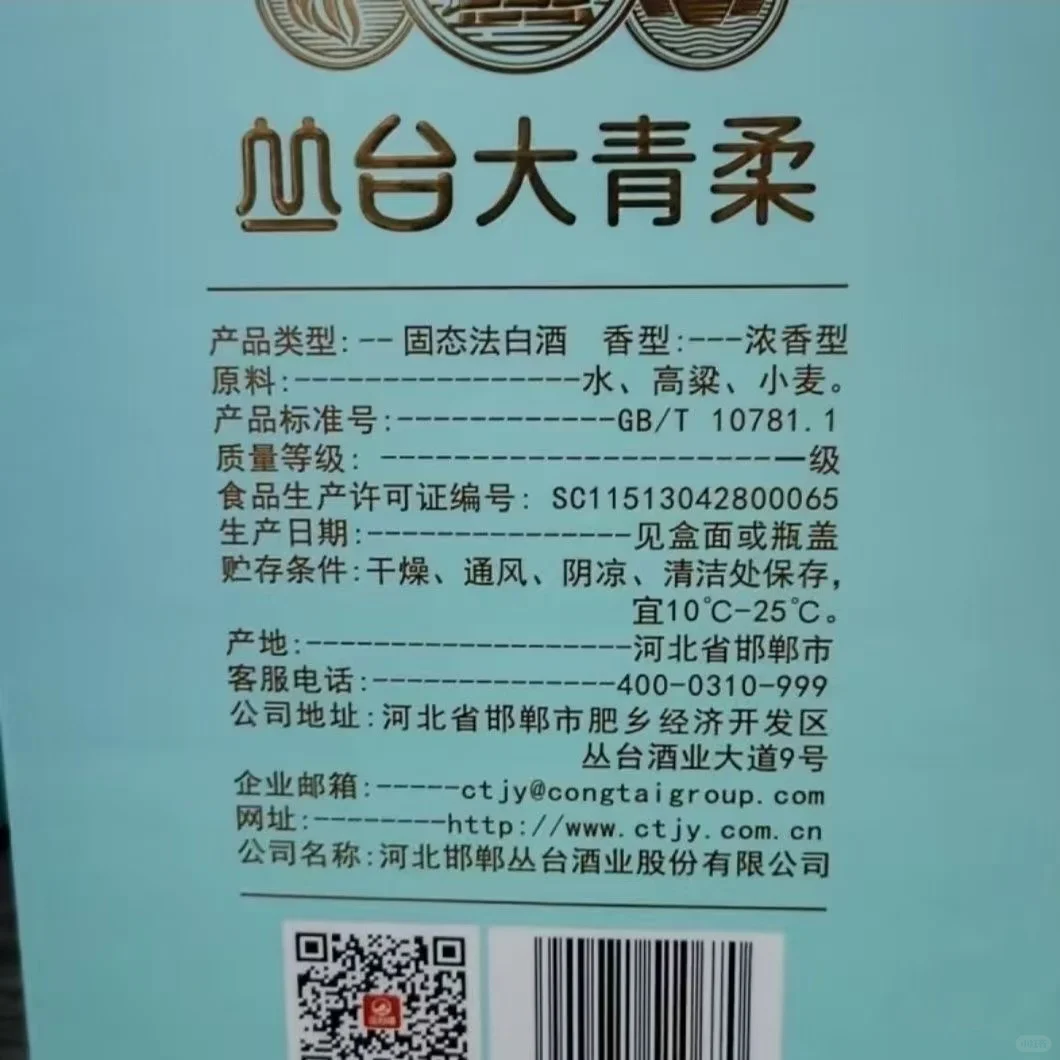 丛台大青柔
产品类型:--固态法白酒 香型:---浓香型
原料:-----------------水、高粱、小麦。
产品标准号:-------------GB/T 10781.1
质量等级:------------------------一级
食品生产许可证编号: SC11513042800065
生产日期:----------------见盒面或瓶盖
贮存条件:干燥、通风、阴凉、清洁处保存,
宜10℃-25℃。
产地:--------------------河北省邯郸市
客服电话:---------------400-0310-999
公司地址:河北省邯郸市肥乡经济开发区
丛台酒业大道9号
企业邮箱:-----ctjy@congtaigroup.com
网址:--------http://www.ctjy.com.cn
公司名称:河北邯郸丛台酒业股份有限公司